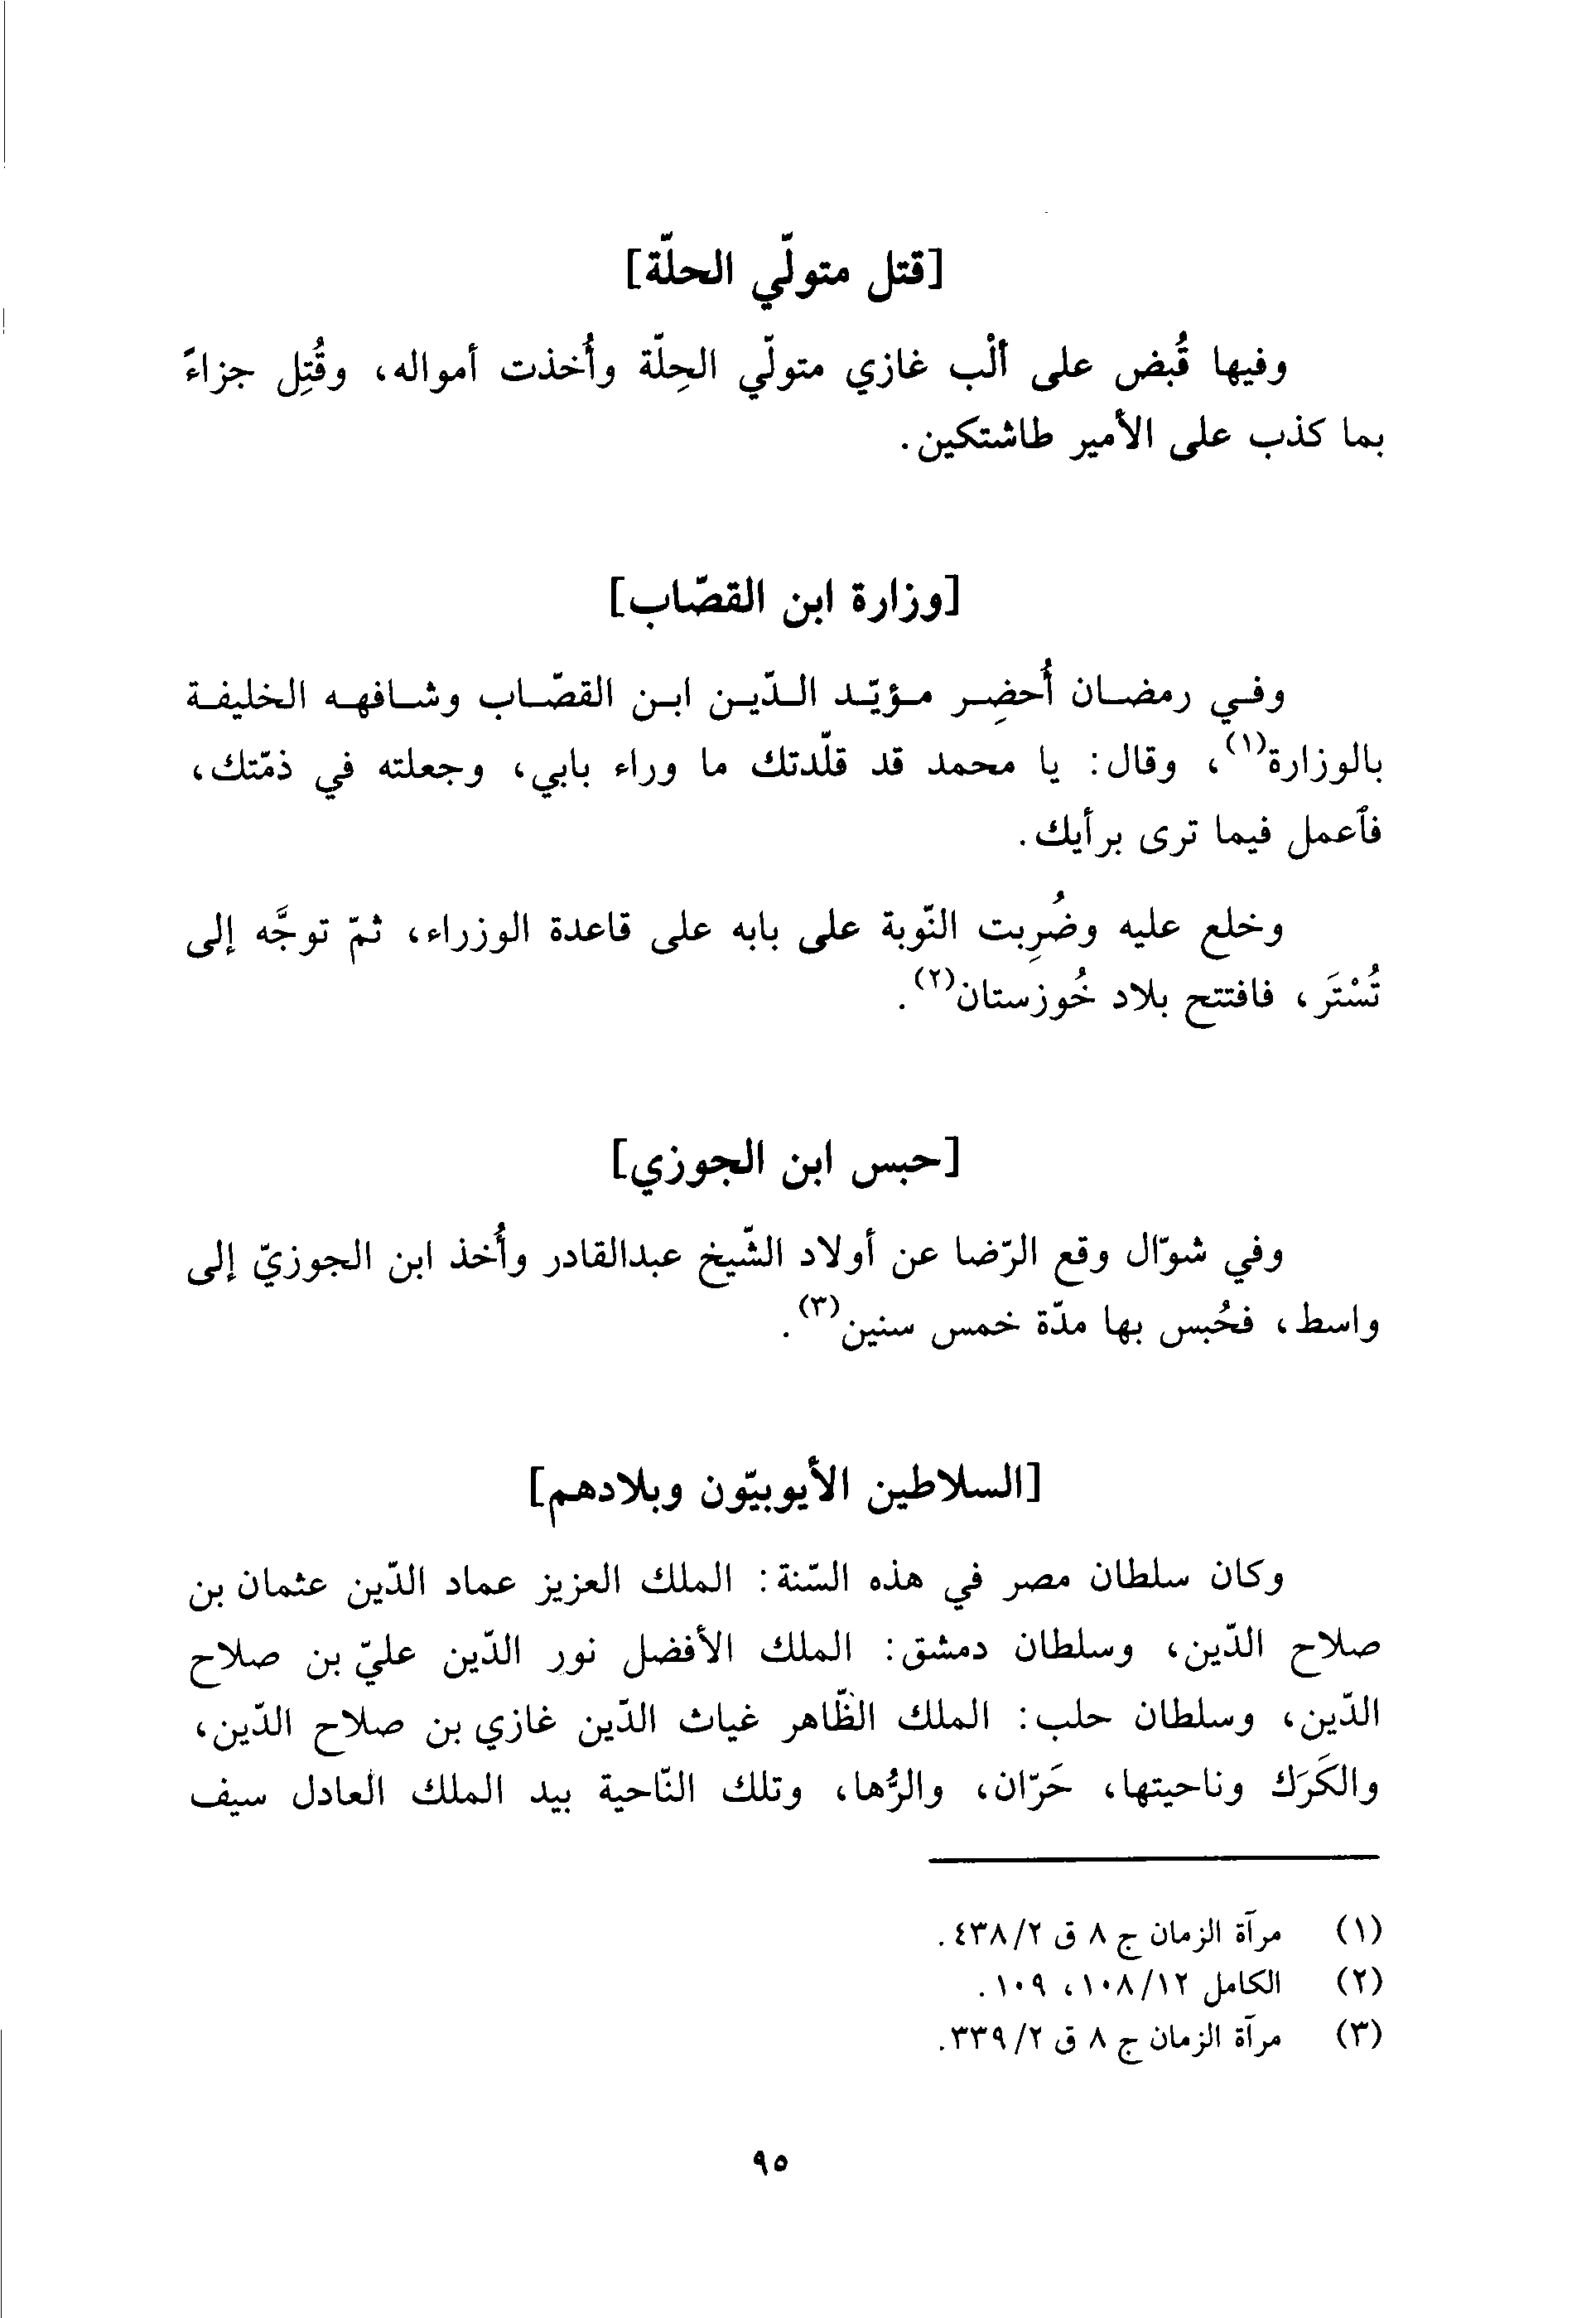 [قتل متولّي الحلّة]
وفيها قُبض على ألْب غازي متولّي الحِلّة وأُخذت أمواله، وقُتِل جزاءً
بما كذب على الأمير طاشتكين.
[وزارة ابن القصّاب]
وفي رمضان أُحضِر مؤيّد الدّين ابن القصّاب وشافهه الخليفة
بالوزارة(١)، وقال: يا محمد قد قلّدتك ما وراء بابي، وجعلته في ذمّتك،
فٱعمل فيما ترى برأيك.
وخلع عليه وضُرِبت النّوبة على بابه على قاعدة الوزراء، ثمّ توجَّه إلى
تُسْتَر، فافتتح بلاد خُوزستان(٢).
[حبس ابن الجوزي]
وفي شوّال وقع الرّضا عن أولاد الشّيخ عبدالقادر وأُخذ ابن الجوزيّ إلى
واسط، فحُبس بها مدّة خمس سنين(٣).
[السلاطين الأيوبيّون وبلادهم]
وكان سلطان مصر في هذه السّنة: الملك العزيز عماد الدّين عثمان بن
صلاح الدّين، وسلطان دمشق: الملك الأفضل نور الدّين عليّ بن صلاح
الدّين، وسلطان حلب: الملك الظّاهر غياث الدّين غازي بن صلاح الدّين،
والكَرَك وناحيتها، حَرّان، والرُّها، وتلك النّاحية بيد الملك العادل سيف
(١) مرآة الزمان ج ٨ ق ٤٣٨/٢.
(٢) الكامل ١٠٨/١٢، ١٠٩.
(٣) مرآة الزمان ج ٨ ق ٣٣٩/٢.
٩٥